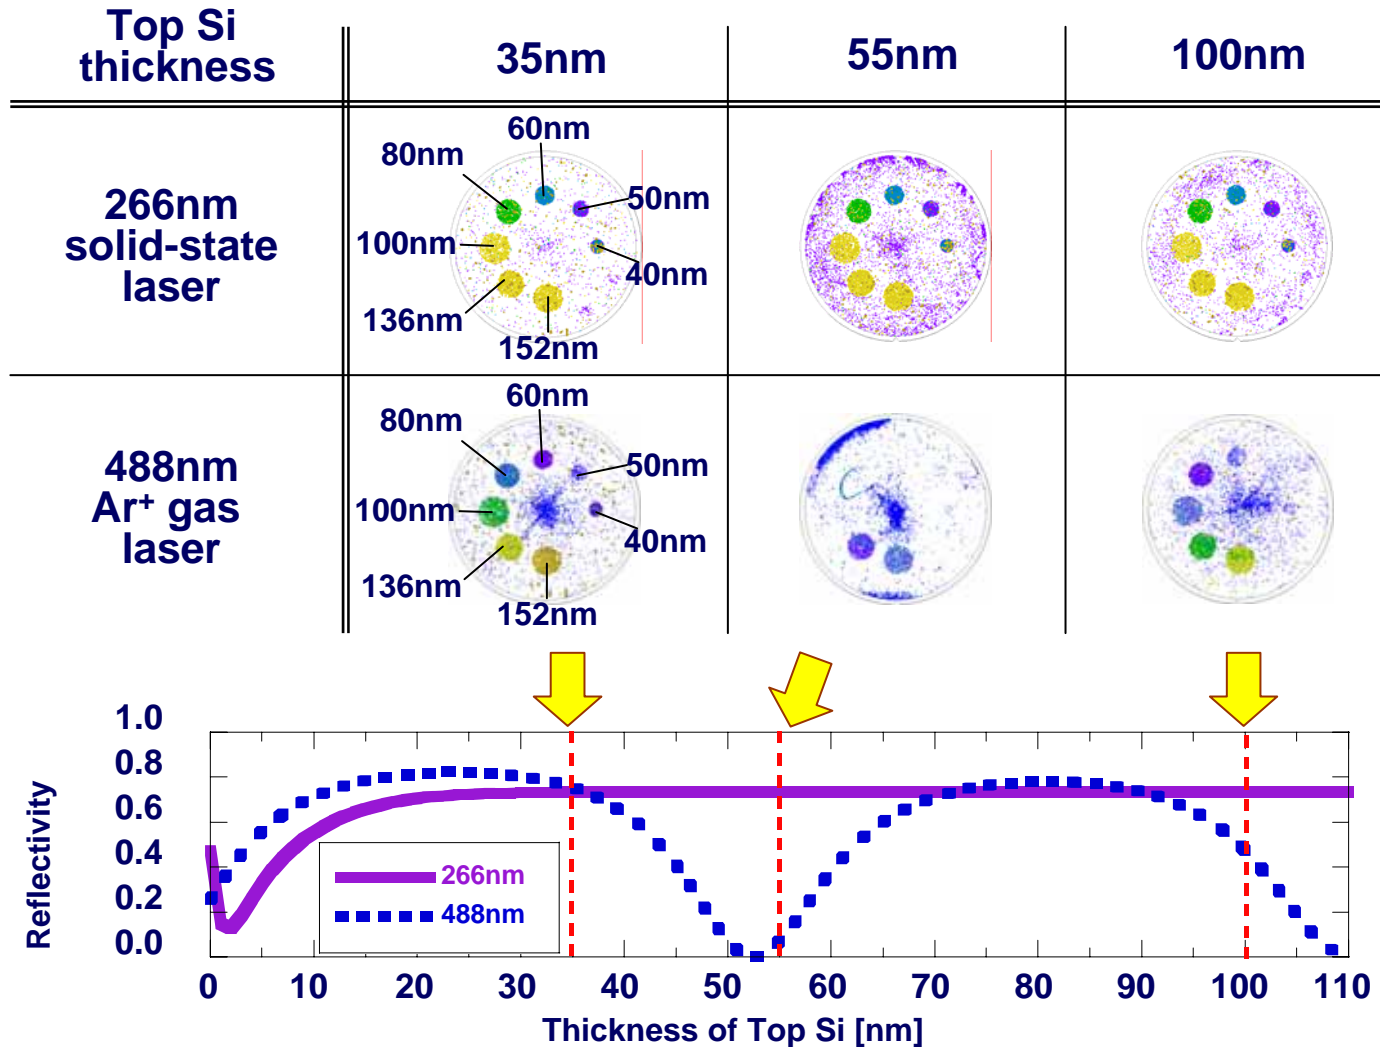 Top Si
thickness
35nm
55nm
100nm
266nm
solid-state
laser
60nm
80nm
50nm
100nm
40nm
136nm
152nm
488nm
Ar⁺ gas
laser
60nm
80nm
50nm
100nm
40nm
136nm
152nm
Reflectivity
1.0
0.8
0.6
0.4
0.2
0.0
266nm
488nm
0 10 20 30 40 50 60 70 80 90 100 110
Thickness of Top Si [nm]